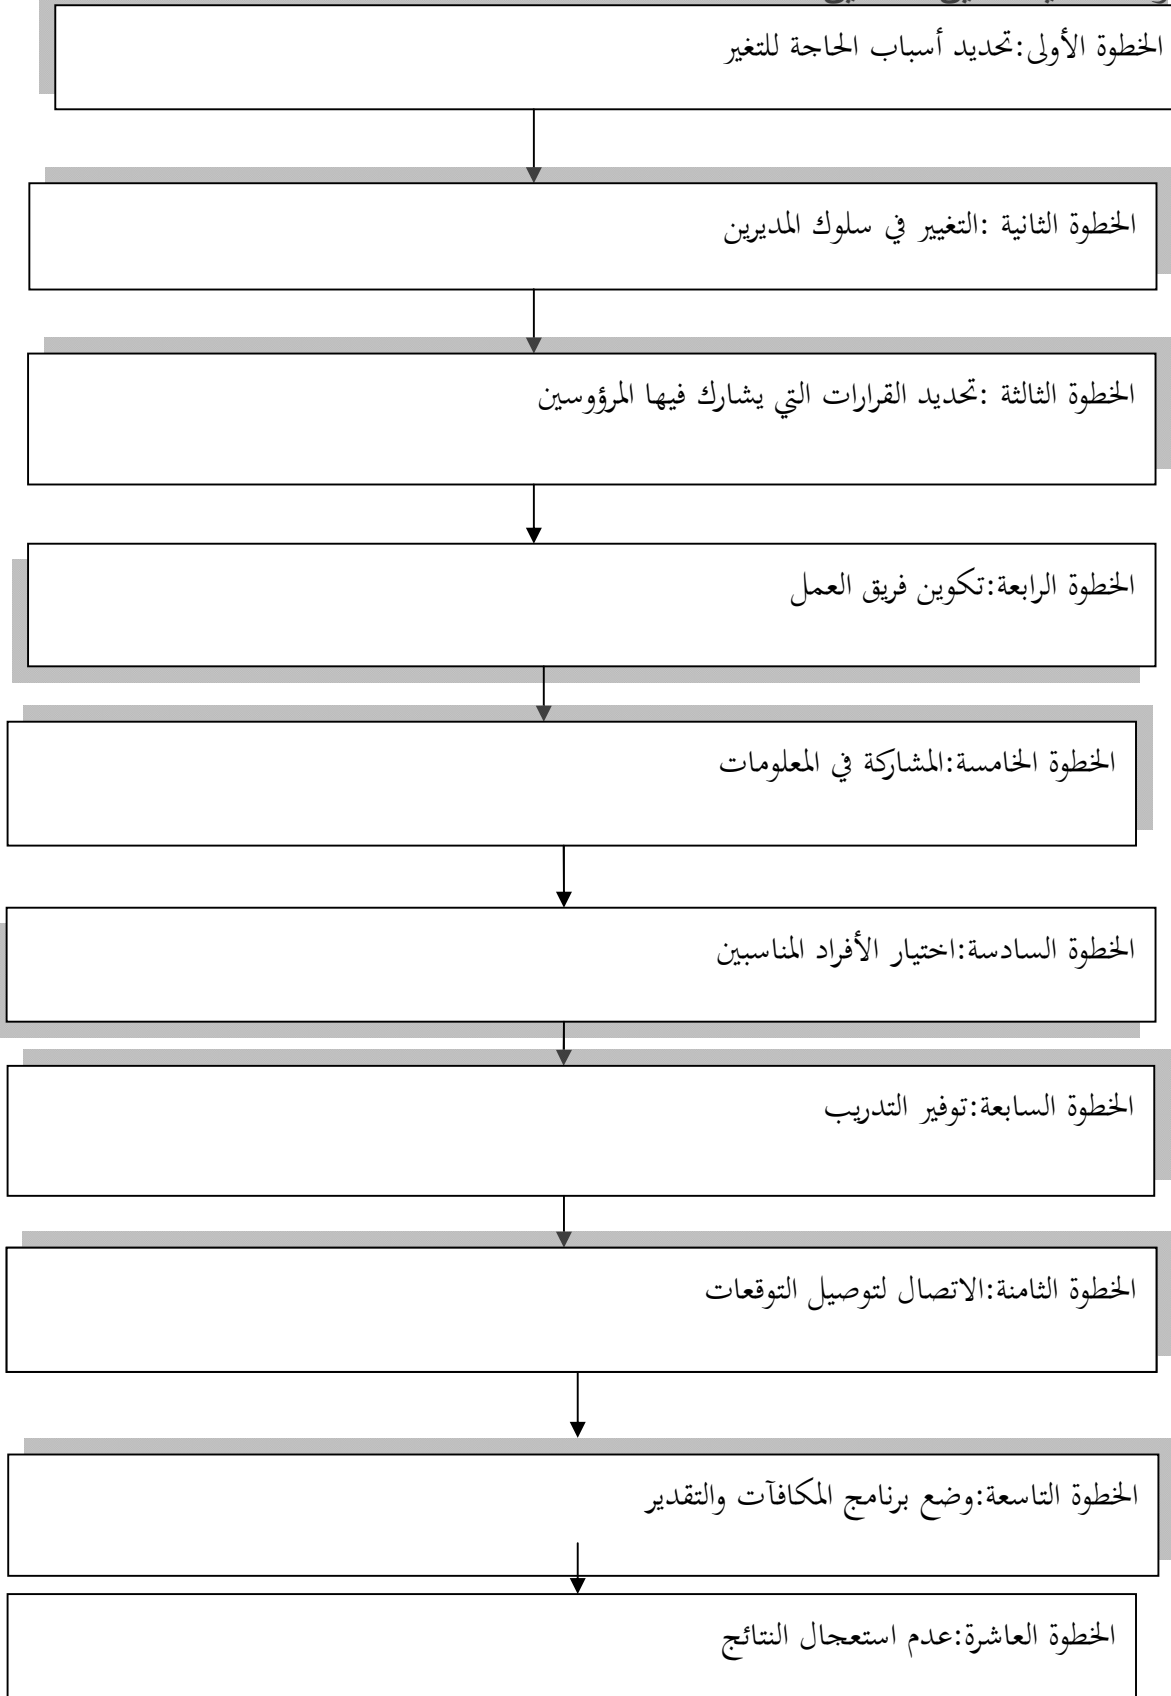 الخطوة الأولى:تحديد أسباب الحاجة للتغير
الخطوة الثانية :التغيير في سلوك المديرين
الخطوة الثالثة :تحديد القرارات التي يشارك فيها المرؤوسين
الخطوة الرابعة:تكوين فريق العمل
الخطوة الخامسة:المشاركة في المعلومات
الخطوة السادسة:اختيار الأفراد المناسبين
الخطوة السابعة:توفير التدريب
الخطوة الثامنة:الاتصال لتوصيل التوقعات
الخطوة التاسعة:وضع برنامج المكافآت والتقدير
الخطوة العاشرة:عدم استعجال النتائج